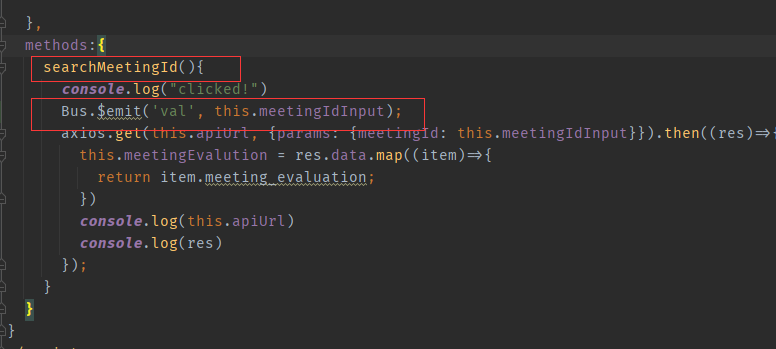 },
methods:{
searchMeetingId(){
console.log("clicked!")
Bus.$emit('val', this.meetingIdInput);
axios.get(this.apiUrl, {params: {meetingId: this.meetingIdInput}}).then((res)⇒{
this.meetingEvalution = res.data.map((item)⇒{
return item.meeting_evaluation;
})
console.log(this.apiUrl)
console.log(res)
});
}
}
}